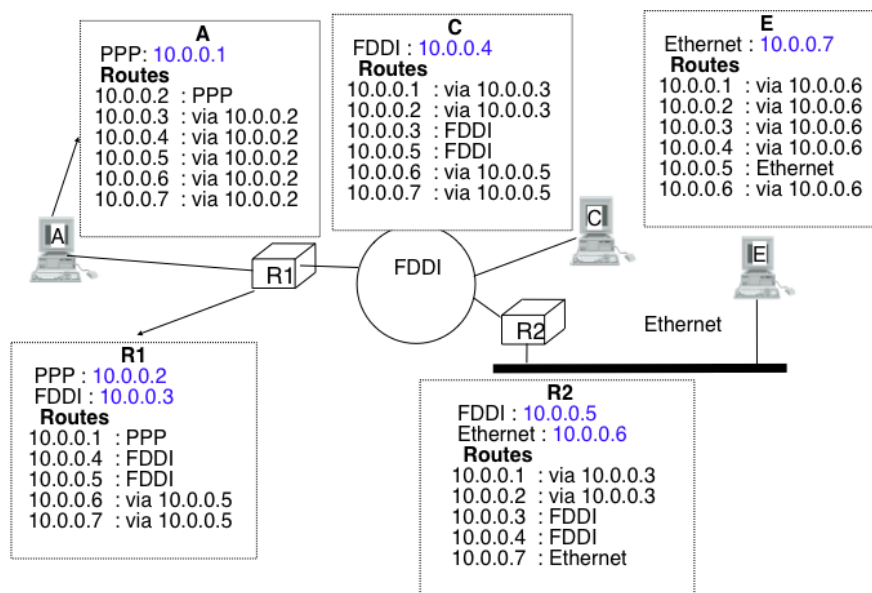 A
PPP: 10.0.0.1
Routes
10.0.0.2 : PPP
10.0.0.3 : via 10.0.0.2
10.0.0.4 : via 10.0.0.2
10.0.0.5 : via 10.0.0.2
10.0.0.6 : via 10.0.0.2
10.0.0.7 : via 10.0.0.2
C
FDDI : 10.0.0.4
Routes
10.0.0.1 : via 10.0.0.3
10.0.0.2 : via 10.0.0.3
10.0.0.3 : FDDI
10.0.0.5 : FDDI
10.0.0.6 : via 10.0.0.5
10.0.0.7 : via 10.0.0.5
E
Ethernet : 10.0.0.7
Routes
10.0.0.1 : via 10.0.0.6
10.0.0.2 : via 10.0.0.6
10.0.0.3 : via 10.0.0.6
10.0.0.4 : via 10.0.0.6
10.0.0.5 : Ethernet
10.0.0.6 : via 10.0.0.6
A
R1
FDDI
C
R2
E
Ethernet
R1
PPP : 10.0.0.2
FDDI : 10.0.0.3
Routes
10.0.0.1 : PPP
10.0.0.4 : FDDI
10.0.0.5 : FDDI
10.0.0.6 : via 10.0.0.5
10.0.0.7 : via 10.0.0.5
R2
FDDI : 10.0.0.5
Ethernet : 10.0.0.6
Routes
10.0.0.1 : via 10.0.0.3
10.0.0.2 : via 10.0.0.3
10.0.0.3 : FDDI
10.0.0.4 : FDDI
10.0.0.7 : Ethernet